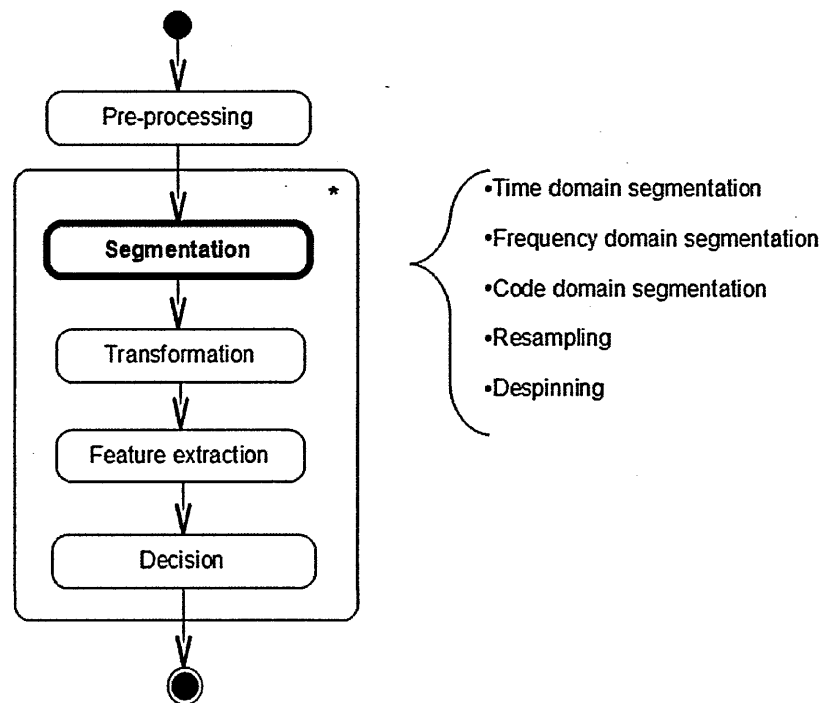 Pre-processing
*
Segmentation
Transformation
Feature extraction
Decision
•Time domain segmentation
•Frequency domain segmentation
•Code domain segmentation
•Resampling
•Despinning